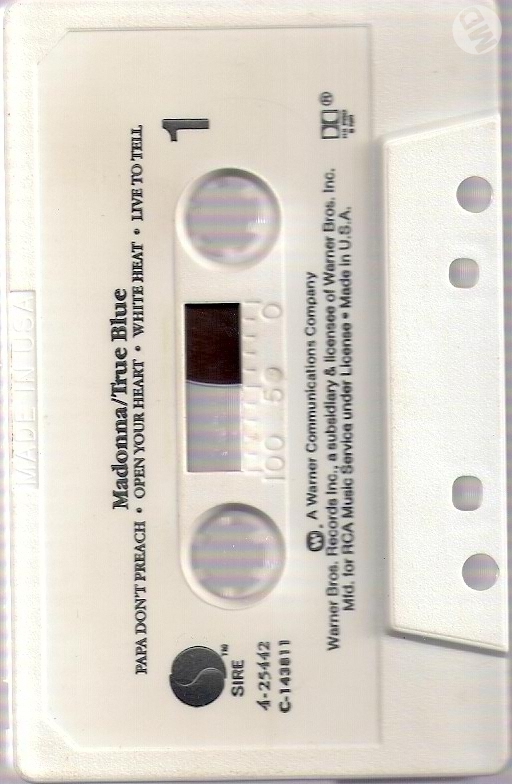 Madonna/True Blue
PAPA DON'T PREACH • OPEN YOUR HEART • WHITE HEAT • LIVE TO TELL
SIRE™
4-25442
C-143811
1
100 50 0
W, A Warner Communications Company
Warner Bros. Records Inc., a subsidiary & licensee of Warner Bros. Inc.
Mfd. for RCA Music Service under License • Made in U.S.A.
®
MADE IN USA
ME